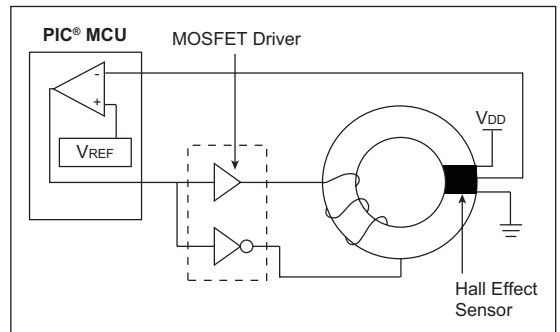 PIC® MCU
MOSFET Driver
-
+
VREF
VDD
Hall Effect
Sensor